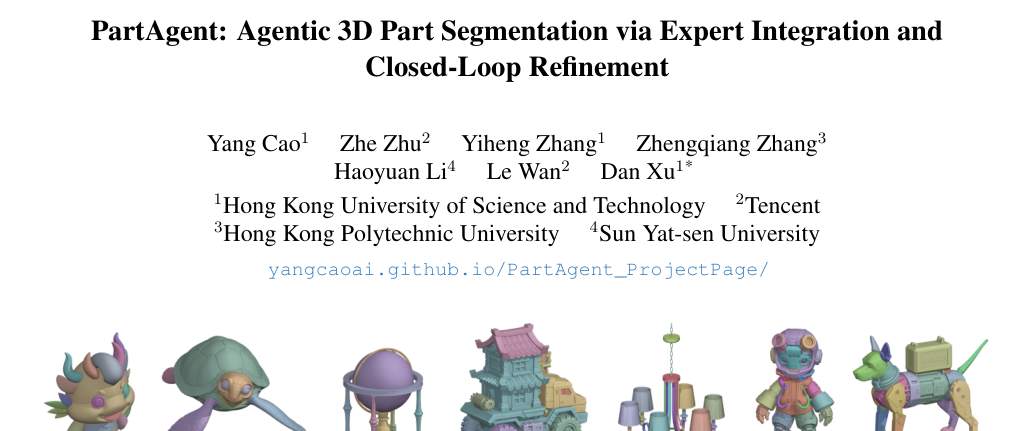 PartAgent: Agentic 3D Part Segmentation via Expert Integration and
Closed-Loop Refinement
Yang Cao¹ Zhe Zhu² Yiheng Zhang¹ Zhengqiang Zhang³
Haoyuan Li⁴ Le Wan² Dan Xu¹*
¹Hong Kong University of Science and Technology ²Tencent
³Hong Kong Polytechnic University ⁴Sun Yat-sen University
yangcaoai.github.io/PartAgent_ProjectPage/